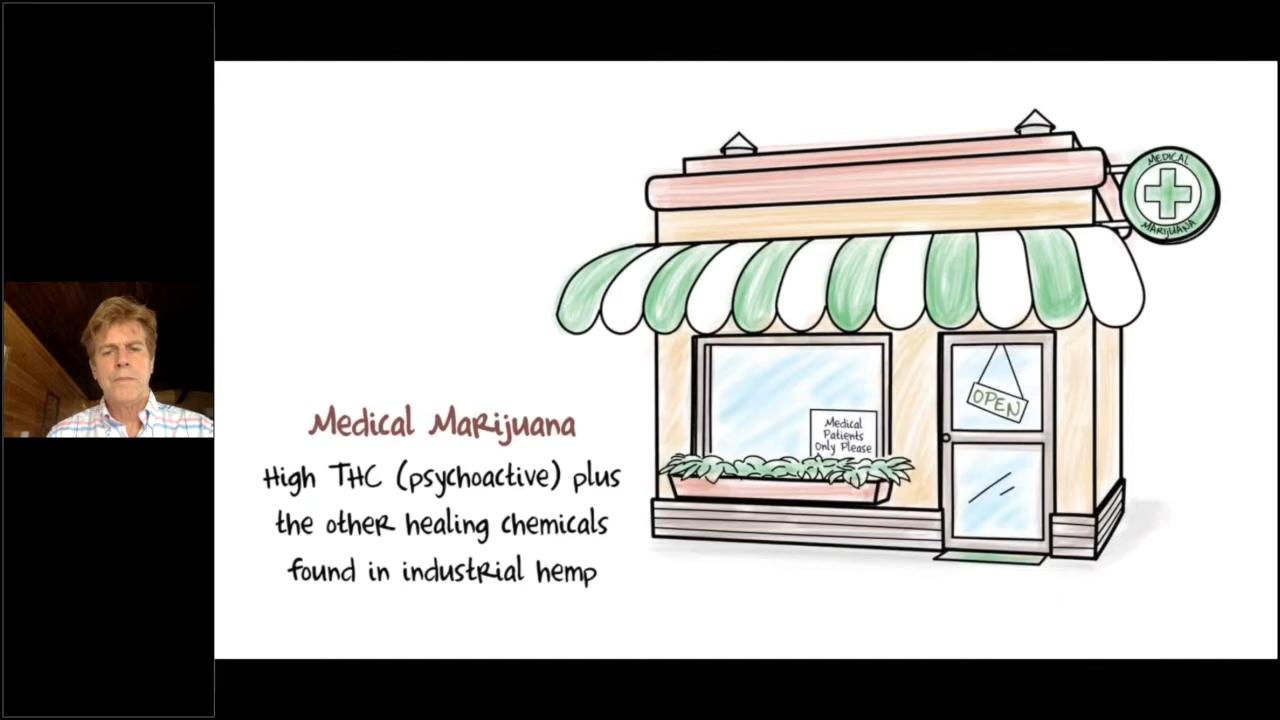 MEDICAL
MARIJUANA
OPEN
Medical
Patients
Only Please
Medical Marijuana
High THC (psychoactive) plus
the other healing chemicals
found in industrial hemp